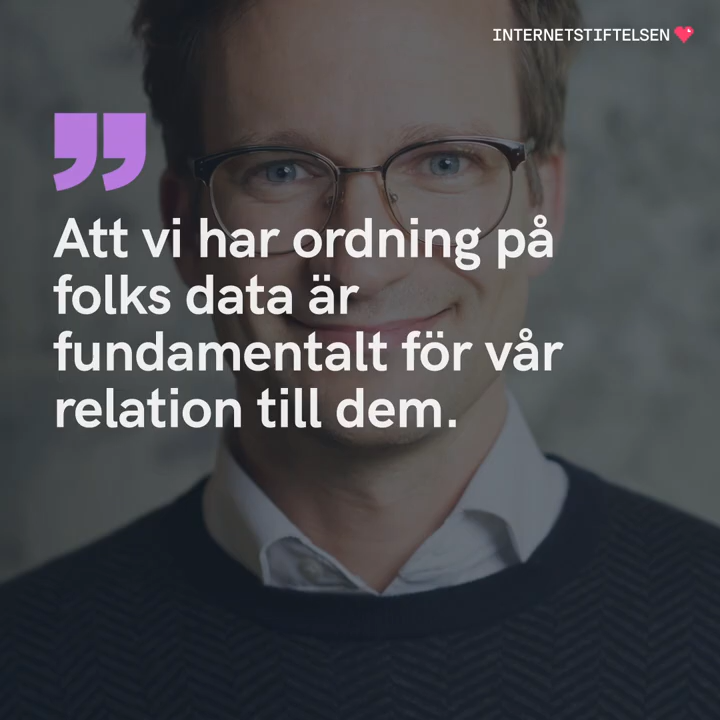 INTERNETSTIFTELSEN
Att vi har ordning på
folks data är
fundamentalt för vår
relation till dem.